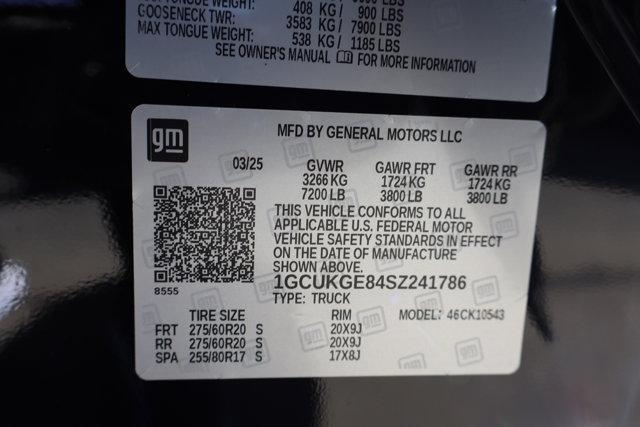 408 KG / 900 LBS
GOOSENECK TWR: 3583 KG / 7900 LBS
MAX TONGUE WEIGHT: 538 KG / 1185 LBS
SEE OWNER'S MANUAL FOR MORE INFORMATION
gm
MFD BY GENERAL MOTORS LLC
03/25 GVWR GAWR FRT GAWR RR
3266 KG 1724 KG 1724 KG
7200 LB 3800 LB 3800 LB
THIS VEHICLE CONFORMS TO ALL
APPLICABLE U.S. FEDERAL MOTOR
VEHICLE SAFETY STANDARDS IN EFFECT
ON THE DATE OF MANUFACTURE
SHOWN ABOVE.
8555
1GCUKGE84SZ241786
TYPE: TRUCK
TIRE SIZE RIM MODEL: 46CK10543
FRT 275/60R20 S 20X9J
RR 275/60R20 S 20X9J
SPA 255/80R17 S 17X8J